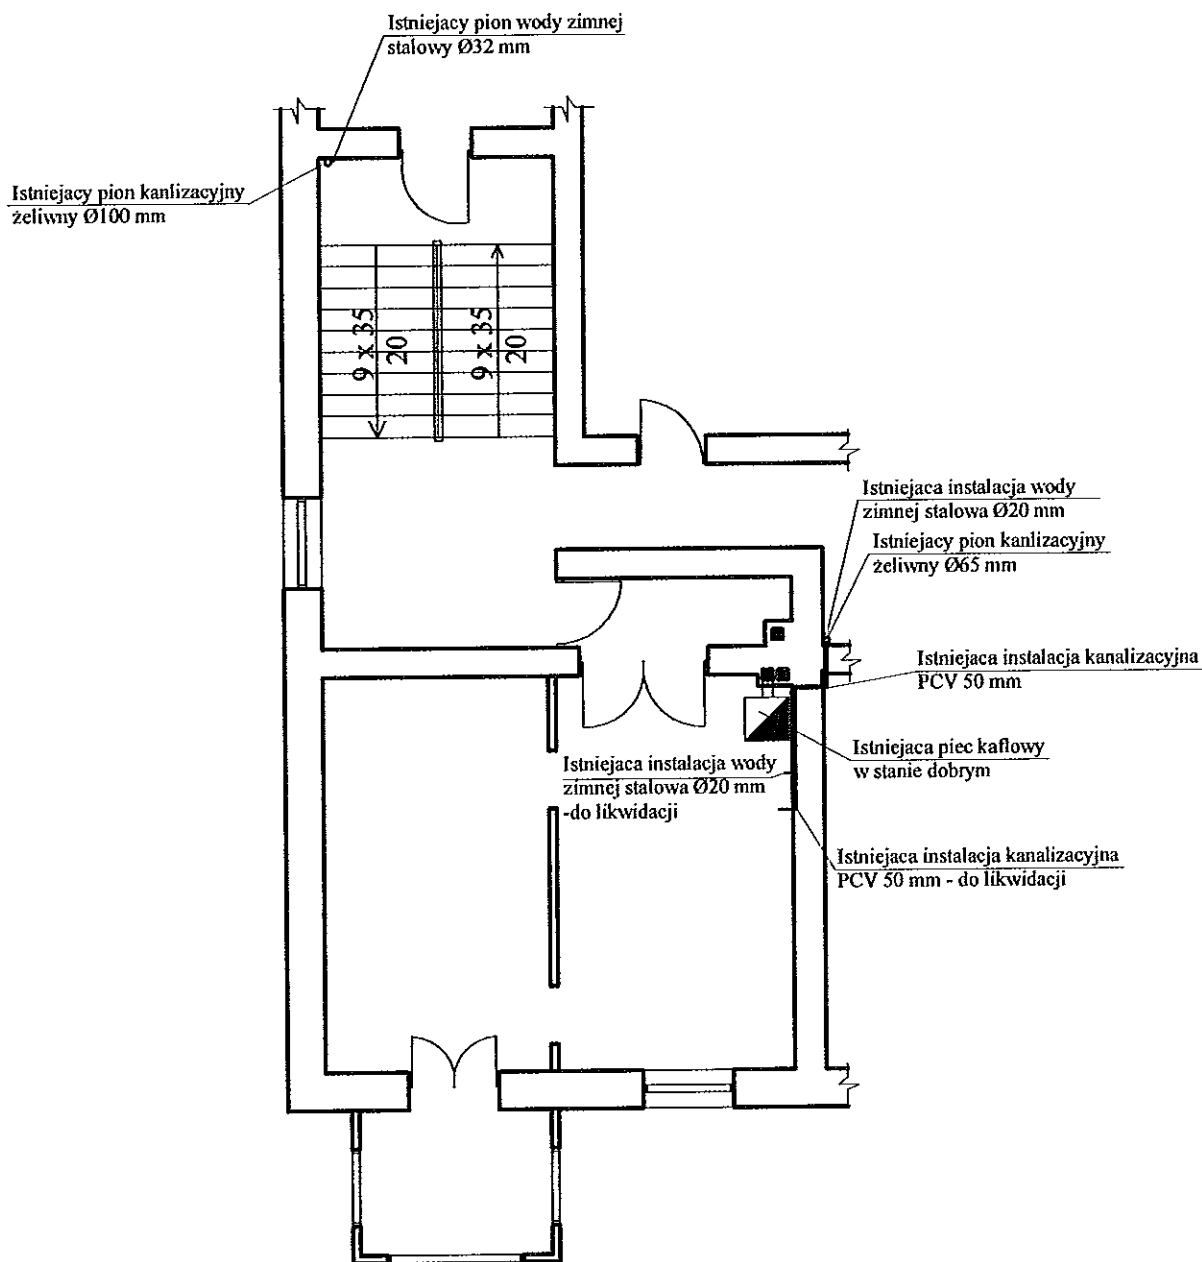 Istniejacy pion wody zimnej
stalowy Ø32 mm
Istniejacy pion kanlizacyjny
żeliwny Ø100 mm
9 x 35
20
9 x 35
20
Istniejaca instalacja wody
zimnej stalowa Ø20 mm
Istniejacy pion kanlizacyjny
żeliwny Ø65 mm
Istniejaca instalacja kanalizacyjna
PCV 50 mm
Istniejaca piec kaflowy
w stanie dobrym
Istniejaca instalacja wody
zimnej stalowa Ø20 mm
-do likwidacji
Istniejaca instalacja kanalizacyjna
PCV 50 mm - do likwidacji